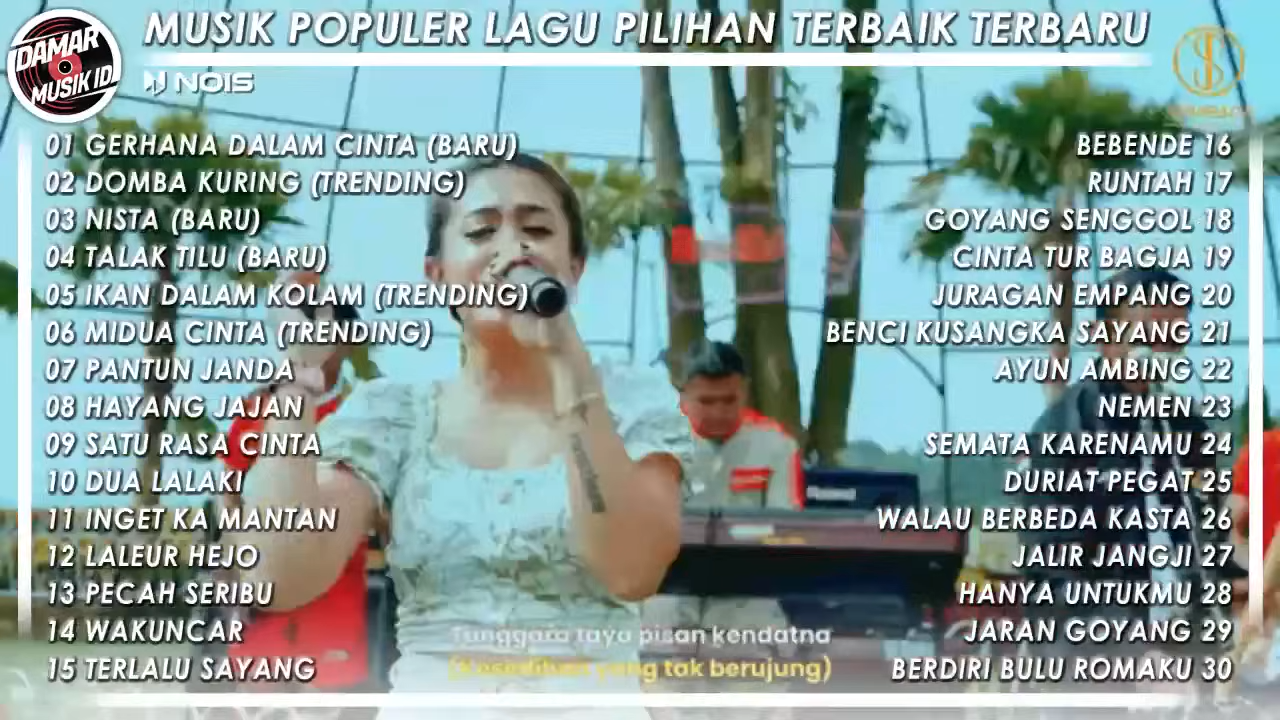 DAMAR
MUSIK ID
MUSIK POPULER LAGU PILIHAN TERBAIK TERBARU
NOIS
01 GERHANA DALAM CINTA (BARU)
02 DOMBA KURING (TRENDING)
03 NISTA (BARU)
04 TALAK TILU (BARU)
05 IKAN DALAM KOLAM (TRENDING)
06 MIDUA CINTA (TRENDING)
07 PANTUN JANDA
08 HAYANG JAJAN
09 SATU RASA CINTA
10 DUA LALAKI
11 INGET KA MANTAN
12 LALEUR HEJO
13 PECAH SERIBU
14 WAKUNCAR
15 TERLALU SAYANG
BEBENDE 16
RUNTAH 17
GOYANG SENGGOL 18
CINTA TUR BAGJA 19
JURAGAN EMPANG 20
BENCI KUSANGKA SAYANG 21
AYUN AMBING 22
NEMEN 23
SEMATA KARENAMU 24
DURIAT PEGAT 25
WALAU BERBEDA KASTA 26
JALIR JANGJI 27
HANYA UNTUKMU 28
JARAN GOYANG 29
BERDIRI BULU ROMAKU 30
Roland
Tunggara taya pisan kendatna
(Kesedihan yang tak berujung)